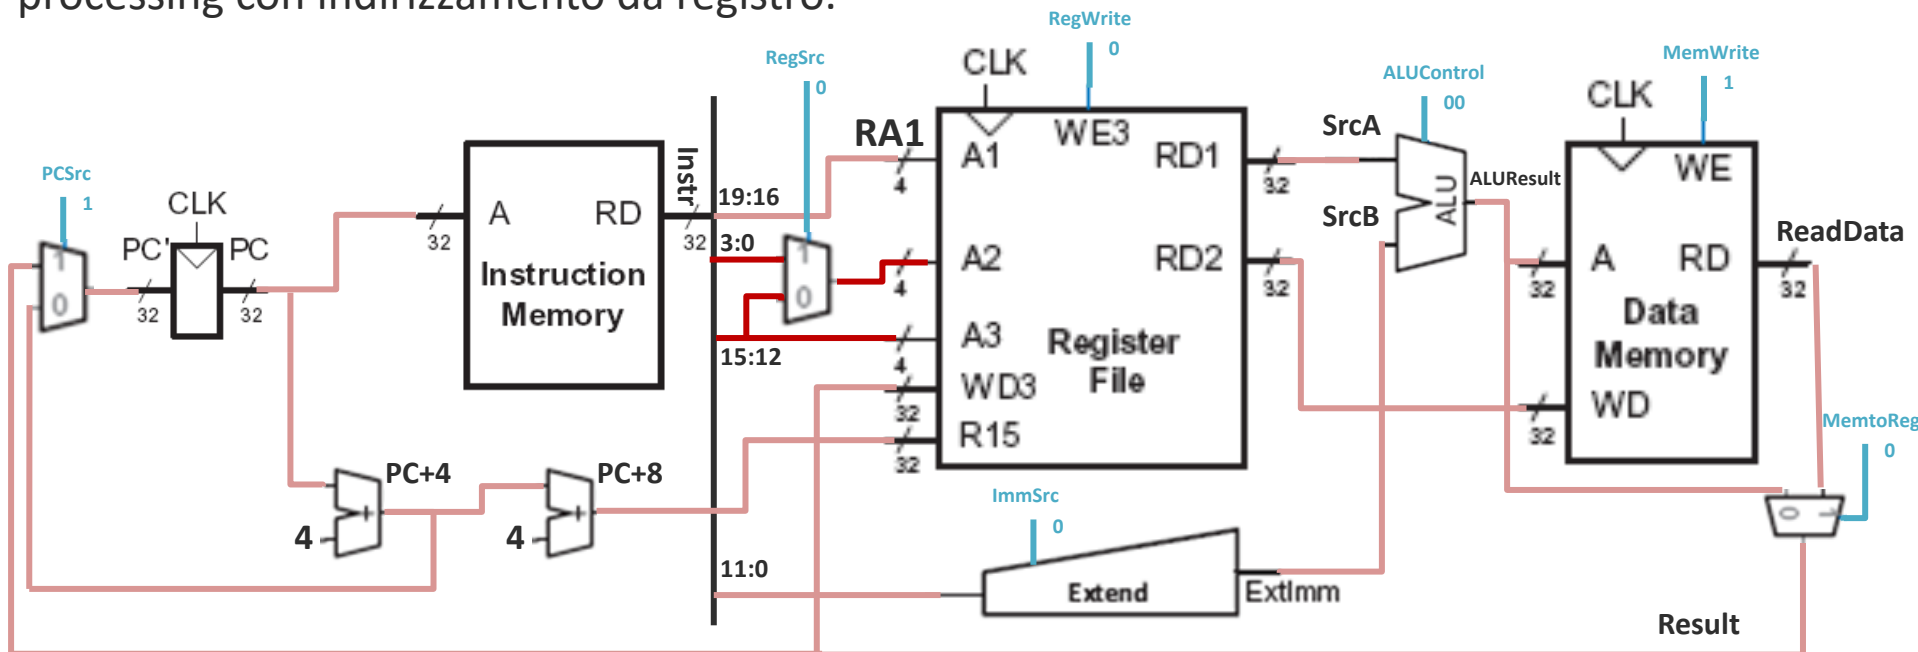 processing con indirizzamento da registro.
RegWrite
0
CLK
RegSrc
0
ALUControl
00
MemWrite
1
CLK
PCSrc
1
CLK
PC'
PC
32
32
1
0
A
RD
32
Instruction
Memory
Instr
32
19:16
3:0
15:12
11:0
1
0
RA1
4
4
4
32
32
A1
A2
A3
WD3
R15
WE3
RD1
RD2
Register
File
32
32
SrcA
SrcB
ALU
ALUResult
32
32
A
RD
WE
WD
Data
Memory
ReadData
32
MemtoReg
0
0
1
PC+4
4
+
PC+8
4
+
ImmSrc
0
Extend
ExtImm
Result